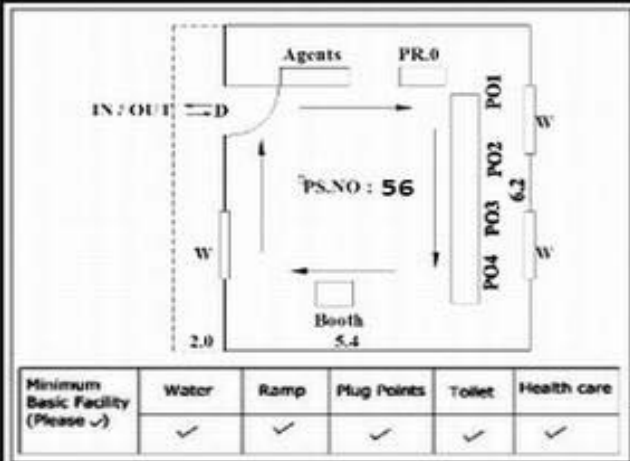 Agents PR.0
IN / OUT D
PO1
W
PO2
PS.NO : 56
6.2
PO3
W
W
PO4
Booth
2.0 5.4
Minimum Basic Facility (Please ✓) Water Ramp Plug Points Toilet Health care
✓ ✓ ✓ ✓ ✓